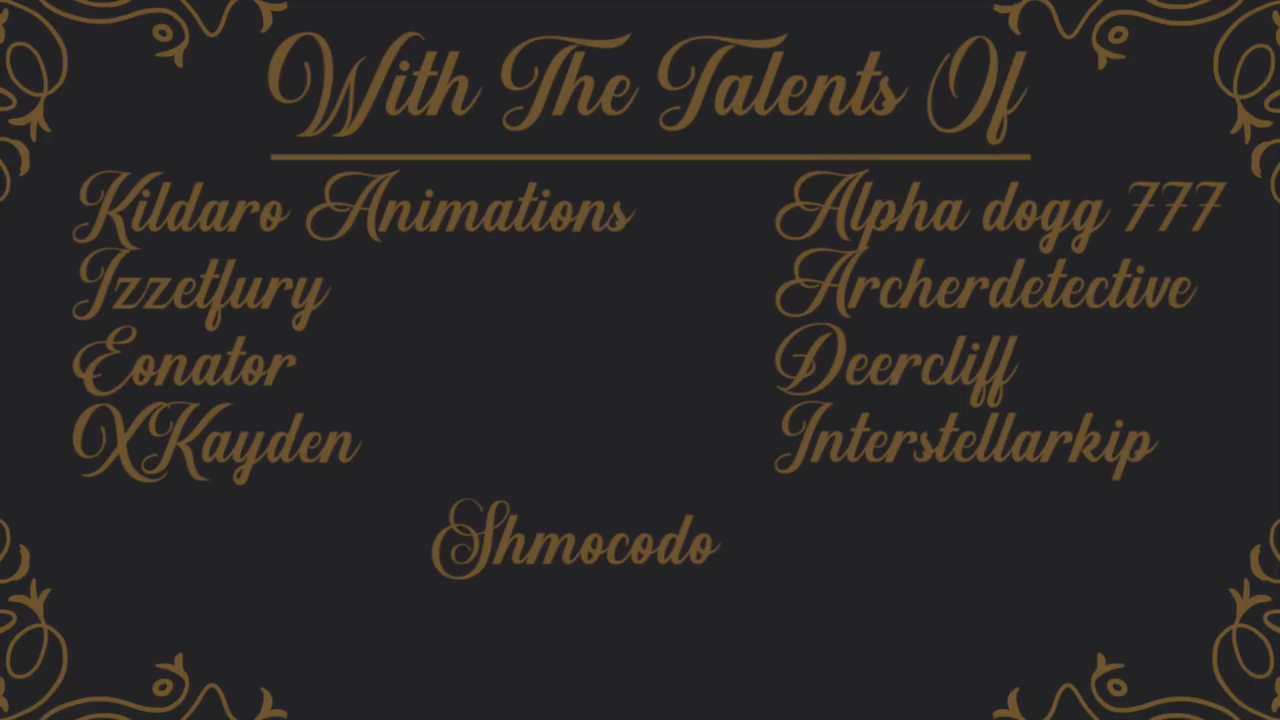 With The Talents Of
Kildaro Animations
Izzetfury
Eonator
XKayden
Alpha dogg 777
Archerdetective
Deercliff
Interstellarkip
Shmocodo